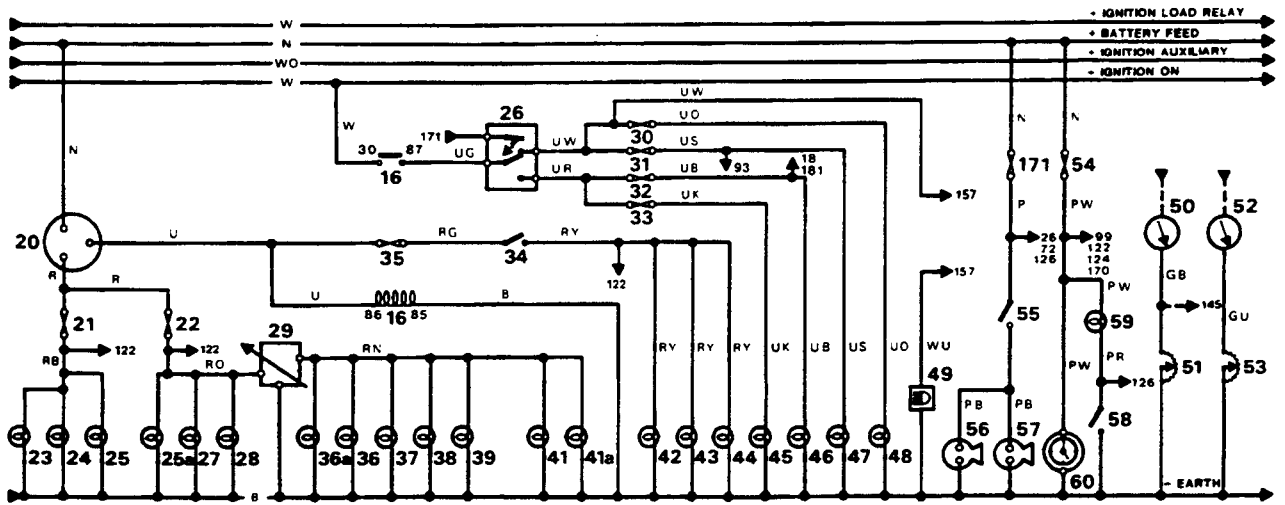 W + IGNITION LOAD RELAY
N + BATTERY FEED
WO + IGNITION AUXILIARY
W - IGNITION ON
UW
26 UO
W 171 30 N N
30 87 UG UW US
N 16 31 18 171 54
UR UB 93 181
32 157 P PW 50 52
UK
33
20 U RG RY 26 99
35 34 72 122
R R 122 157 126 124
U B 170
86 16 85 GB PW
21 22 29 55 59 145
122 122 RN GU
RB RO RY RY RY UK UB US UO WU PR
49 PW 126 51 53
PB PB 58
56 57
23 24 25 25a 27 28 36a 36 37 38 39 41 41a 42 43 44 45 46 47 48
60
B - EARTH